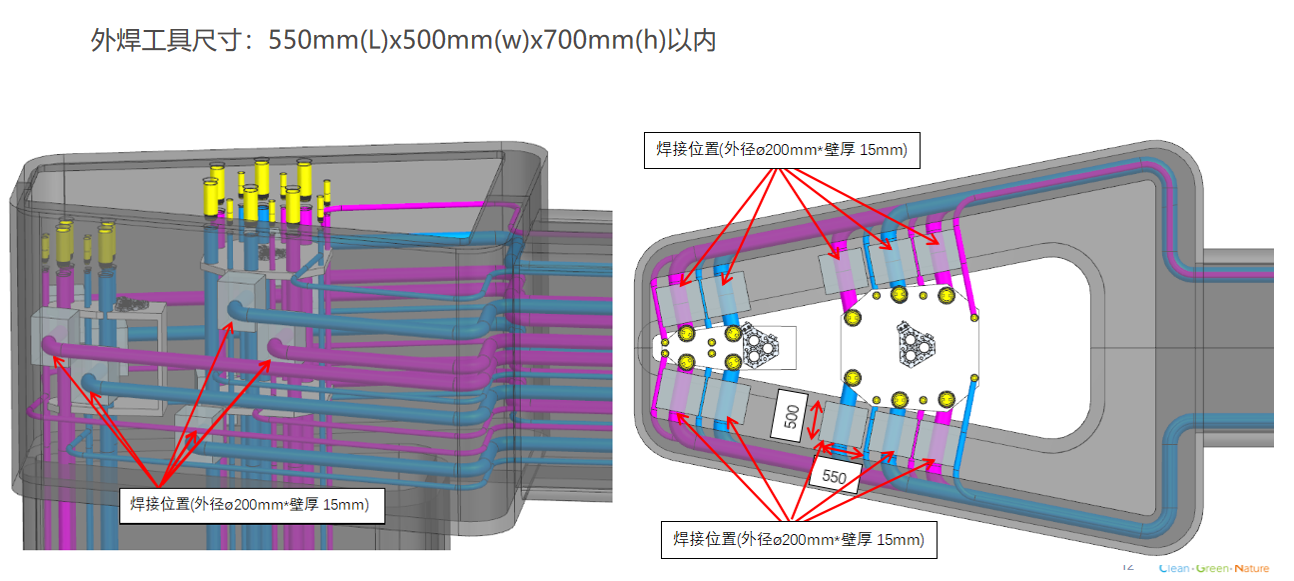 外焊工具尺寸：550mm(L)x500mm(w)x700mm(h)以内
焊接位置(外径ø200mm*壁厚 15mm)
500
550
焊接位置(外径ø200mm*壁厚 15mm)
焊接位置(外径ø200mm*壁厚 15mm)
12
Clean·Green·Nature